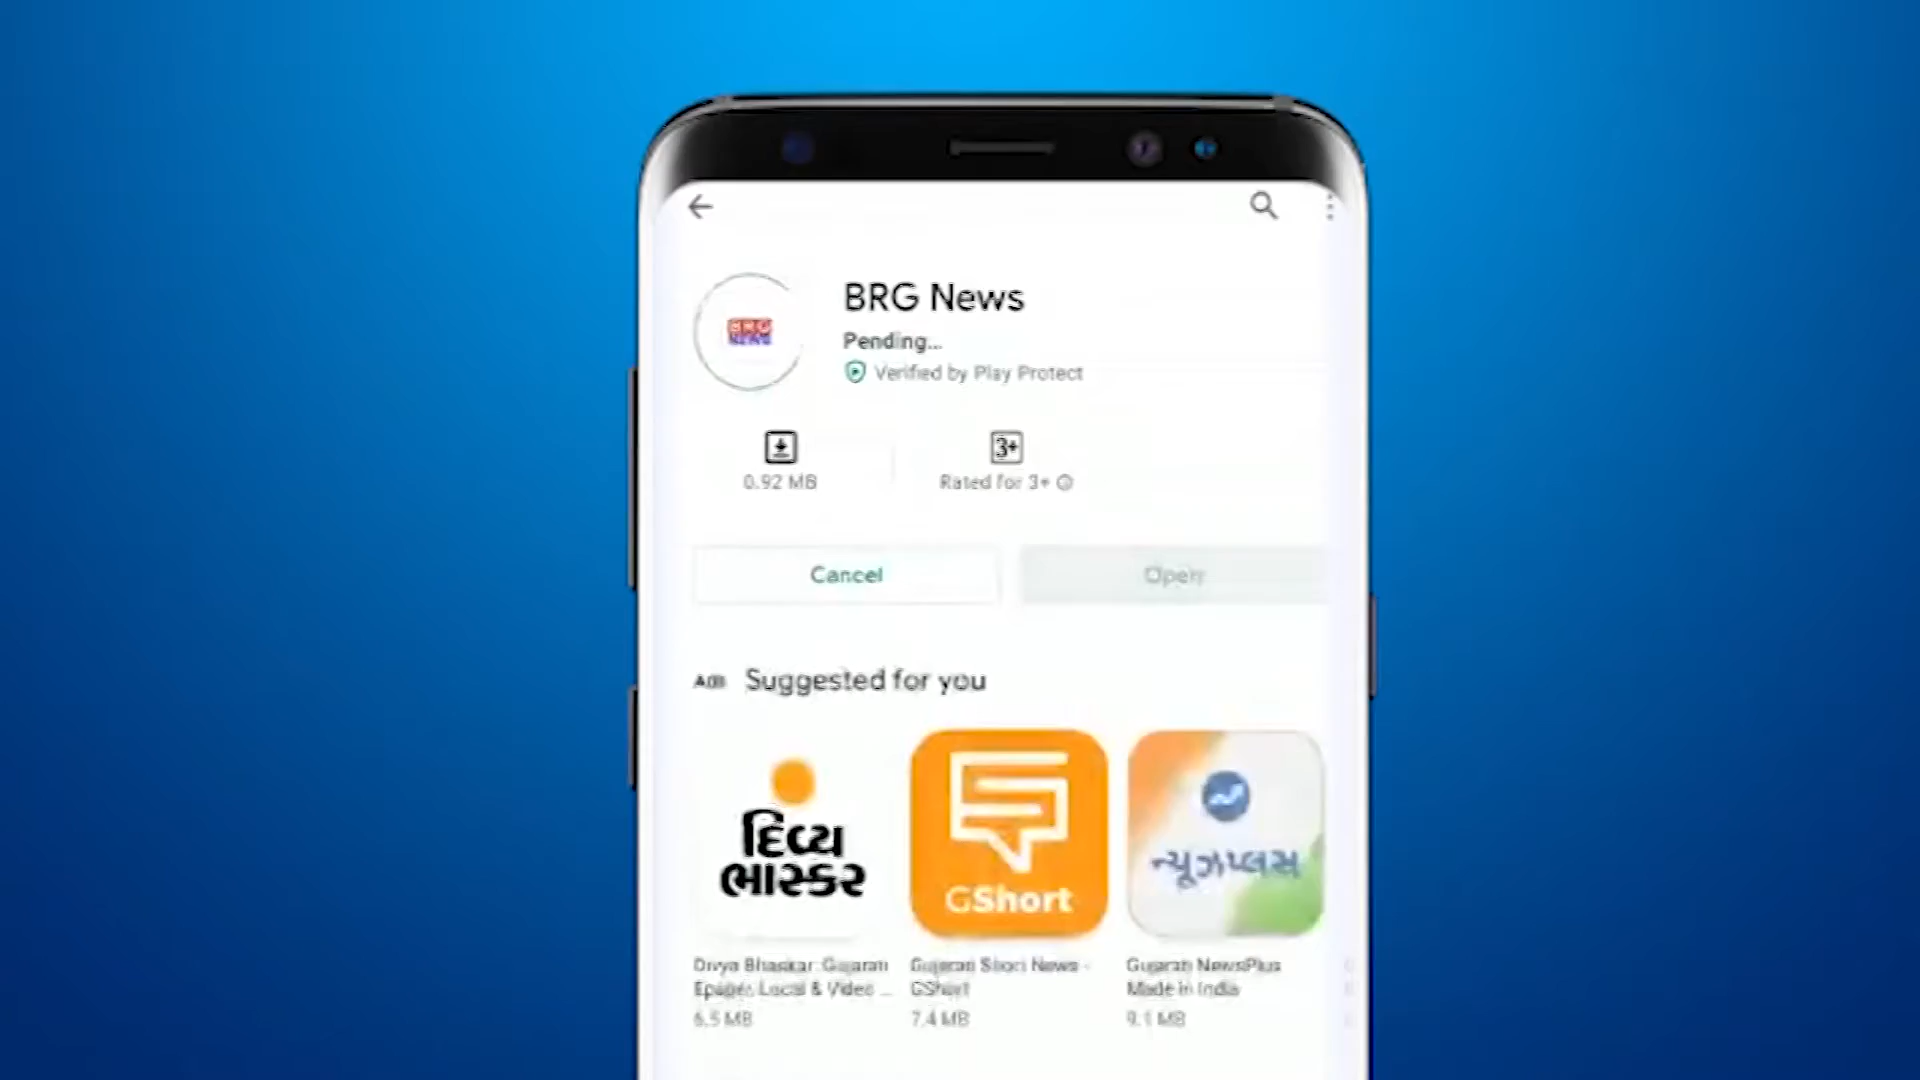 BRG News
BRG
NEWS
Pending...
Verified by Play Protect
3+
0.92 MB
Rated for 3+
Cancel
Open
Ads Suggested for you
દિવ્ય
ભાસ્કર
GShort
ન્યૂઝપ્લસ
Divya Bhaskar: Gujarati
Epaper, Local & Video ...
6.5 MB
Gujarati Short News -
GShort
7.4 MB
Gujarati NewsPlus
Made in India
9.1 MB